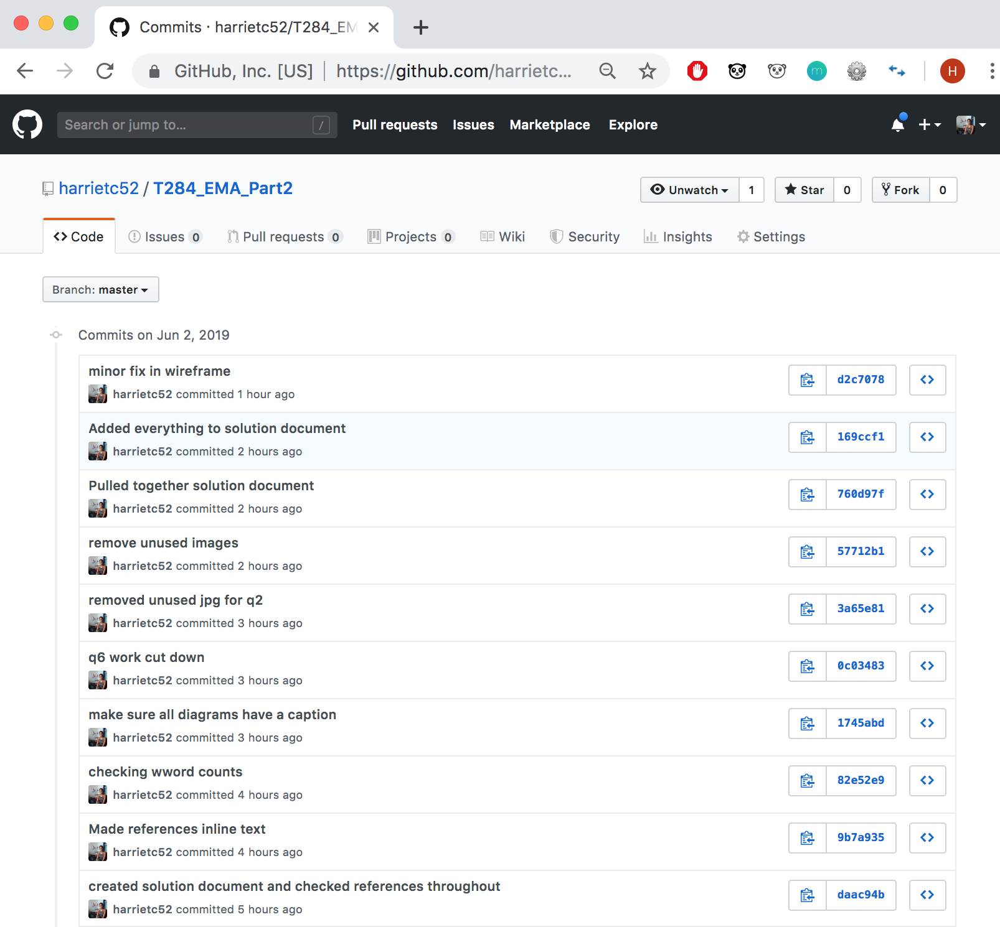 Commits · harrietc52/T284_EM
GitHub, Inc. [US] | https://github.com/harrietc...
m
H
Search or jump to...
/
Pull requests Issues Marketplace Explore
harrietc52 / T284_EMA_Part2
Unwatch 1 Star 0 Fork 0
Code Issues 0 Pull requests 0 Projects 0 Wiki Security Insights Settings
Branch: master
Commits on Jun 2, 2019
minor fix in wireframe
harrietc52 committed 1 hour ago
d2c7078
Added everything to solution document
harrietc52 committed 2 hours ago
169ccf1
Pulled together solution document
harrietc52 committed 2 hours ago
760d97f
remove unused images
harrietc52 committed 2 hours ago
57712b1
removed unused jpg for q2
harrietc52 committed 3 hours ago
3a65e81
q6 work cut down
harrietc52 committed 3 hours ago
0c03483
make sure all diagrams have a caption
harrietc52 committed 3 hours ago
1745abd
checking wword counts
harrietc52 committed 4 hours ago
82e52e9
Made references inline text
harrietc52 committed 4 hours ago
9b7a935
created solution document and checked references throughout
harrietc52 committed 5 hours ago
daac94b